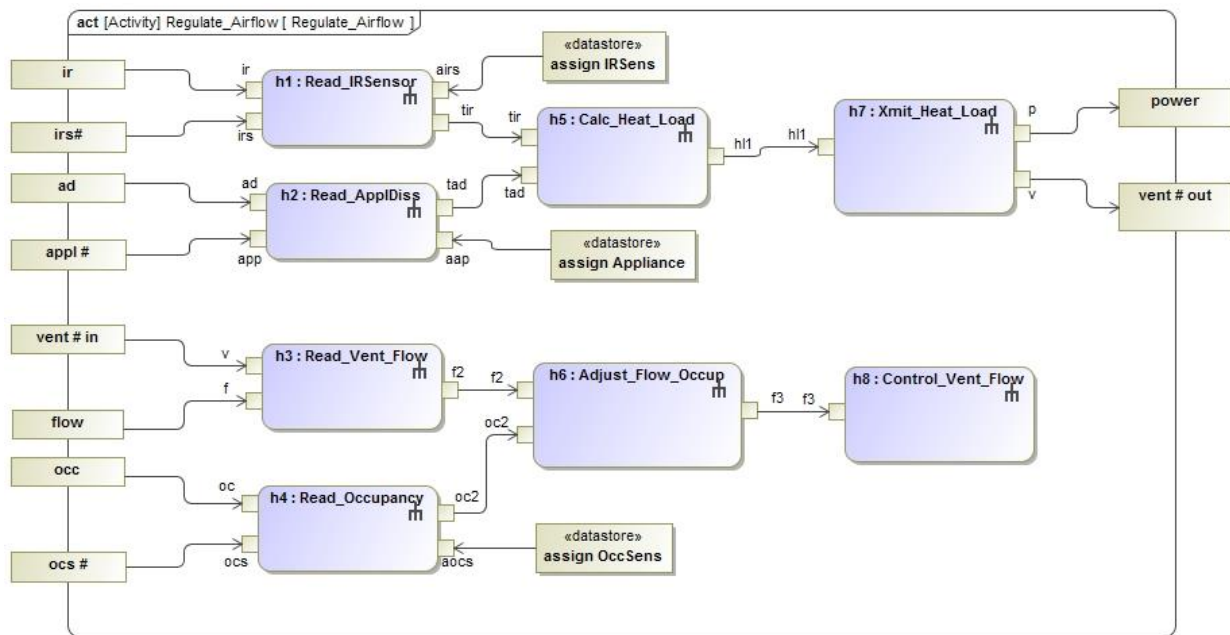 act [Activity] Regulate_Airflow [ Regulate_Airflow ]
ir
irs#
ad
appl #
vent # in
flow
occ
ocs #
ir
h1 : Read_IRSensor
airs
irs
tir
«datastore»
assign IRSens
tir
h5 : Calc_Heat_Load
tad
hl1
hl1
h7 : Xmit_Heat_Load
p
v
power
vent # out
ad
h2 : Read_ApplDiss
tad
app
aap
«datastore»
assign Appliance
v
h3 : Read_Vent_Flow
f
f2
f2
h6 : Adjust_Flow_Occup
oc2
f3
f3
h8 : Control_Vent_Flow
oc
h4 : Read_Occupancy
oc2
ocs
aocs
«datastore»
assign OccSens